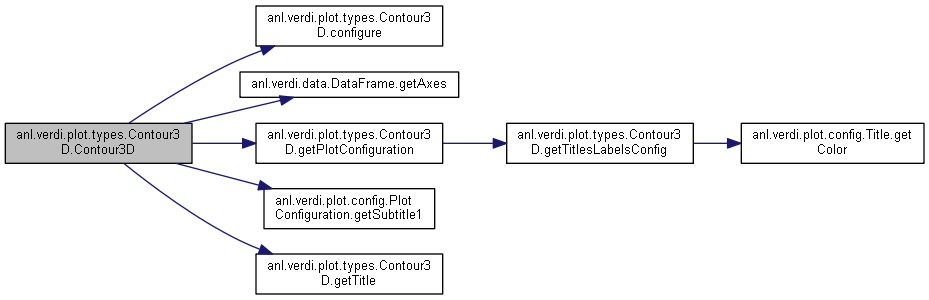 anl.verdi.plot.types.Contour3
D.configure
anl.verdi.data.DataFrame.getAxes
anl.verdi.plot.types.Contour3
D.Contour3D
anl.verdi.plot.types.Contour3
D.getPlotConfiguration
anl.verdi.plot.types.Contour3
D.getTitlesLabelsConfig
anl.verdi.plot.config.Title.get
Color
anl.verdi.plot.config.Plot
Configuration.getSubtitle1
anl.verdi.plot.types.Contour3
D.getTitle